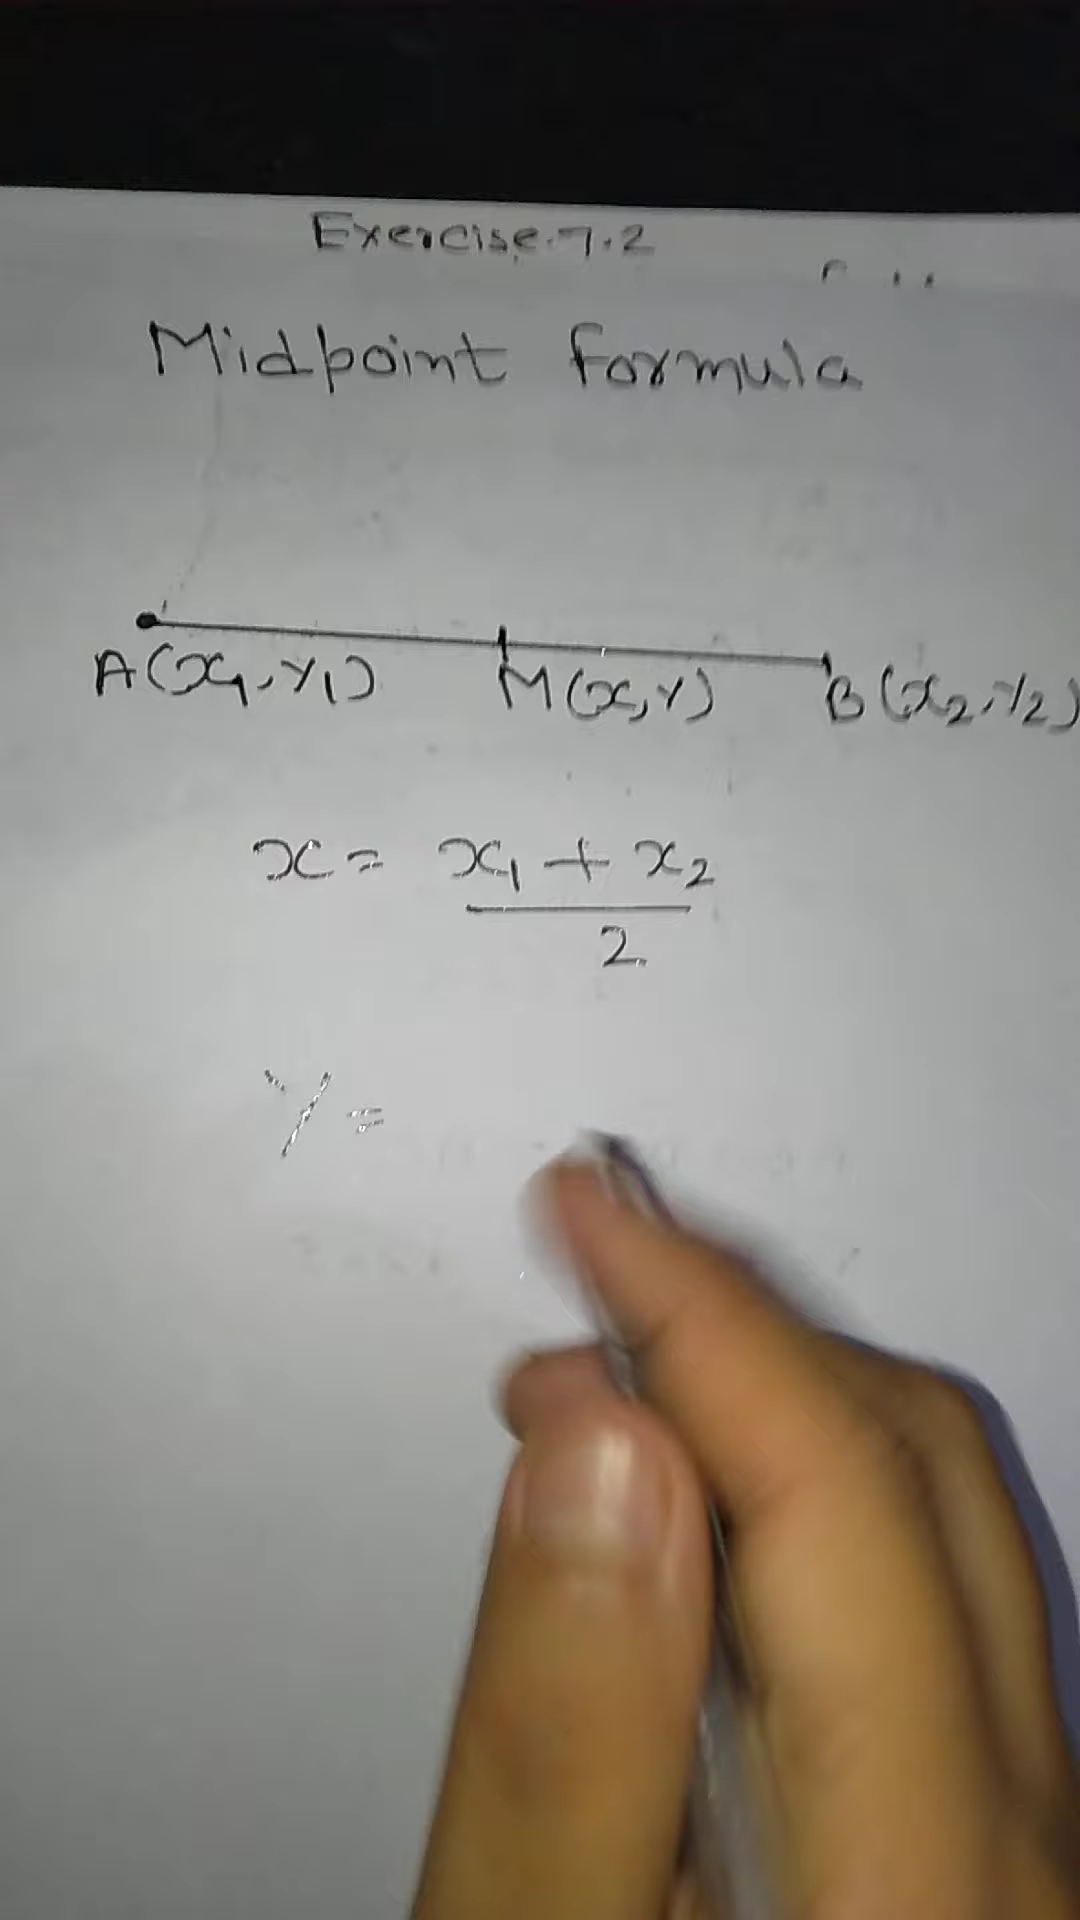 Exercise.7.2
Midpoint formula
A(x₁,y₁) M(x,y) B(x₂,y₂)
x = x₁ + x₂
2
y =